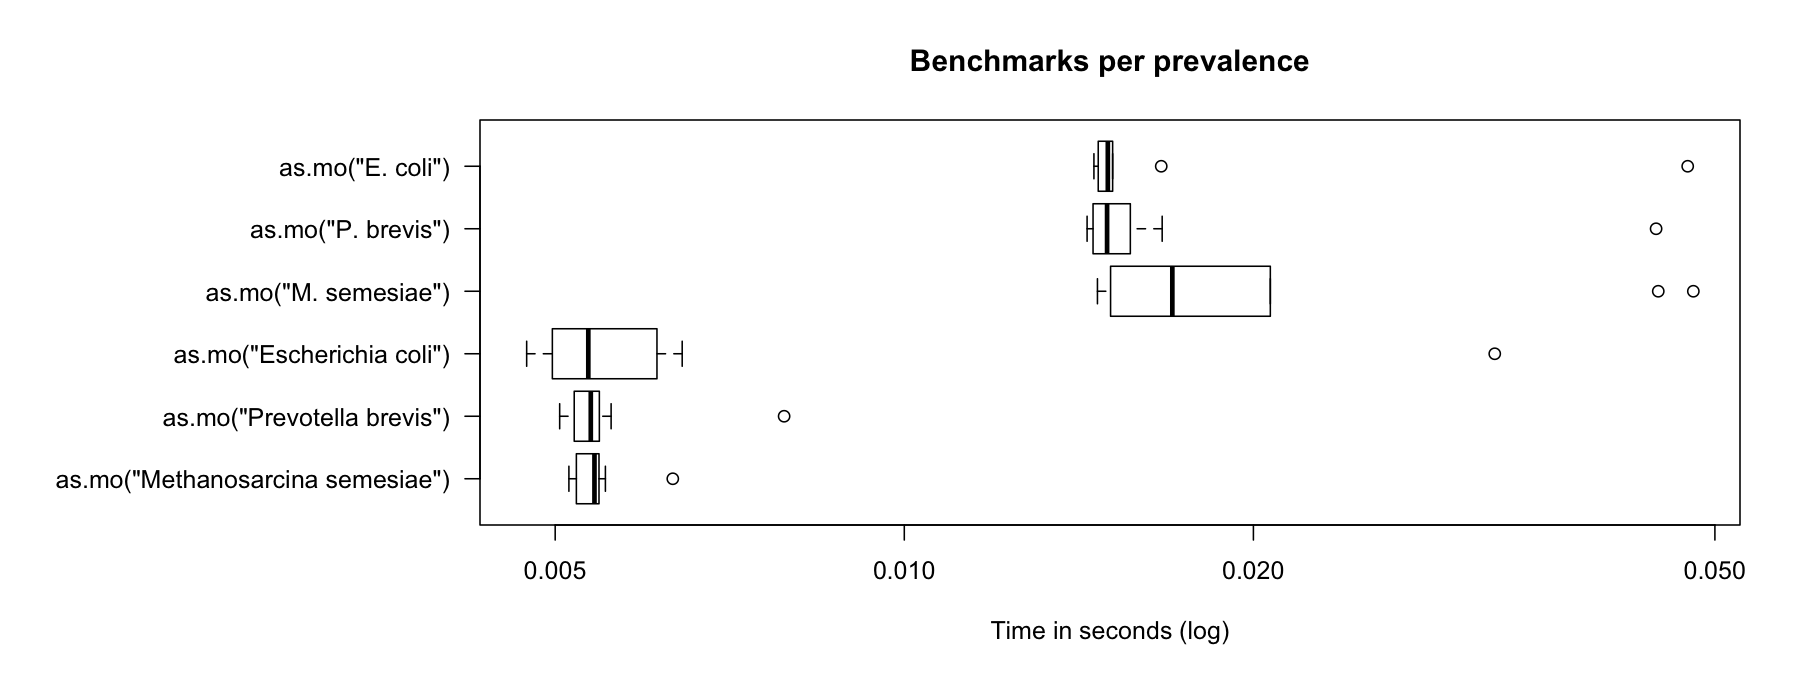 Benchmarks per prevalence
as.mo("E. coli")
as.mo("P. brevis")
as.mo("M. semesiae")
as.mo("Escherichia coli")
as.mo("Prevotella brevis")
as.mo("Methanosarcina semesiae")
0.005 0.010 0.020 0.050
Time in seconds (log)